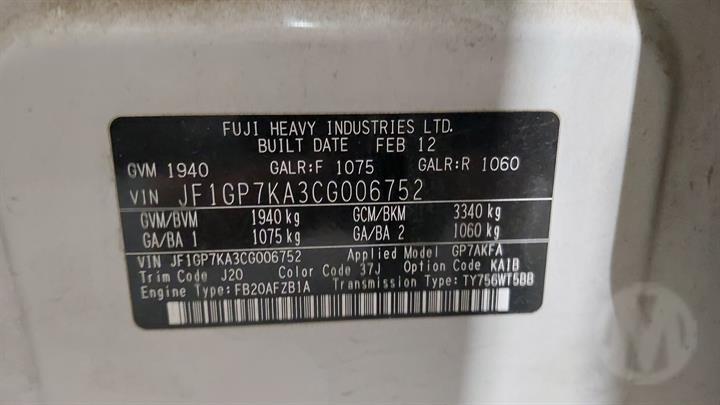 FUJI HEAVY INDUSTRIES LTD.
BUILT DATE FEB 12
GVM 1940 GALR:F 1075 GALR:R 1060
VIN JF1GP7KA3CG006752
GVM/BVM 1940 kg GCM/BKM 3340 kg
GA/BA 1 1075 kg GA/BA 2 1060 kg
VIN JF1GP7KA3CG006752 Applied Model GP7AKFA
Trim Code J20 Color Code 37J Option Code KAIB
Engine Type:FB20AFZB1A Transmission Type:TY756WT5BB
M